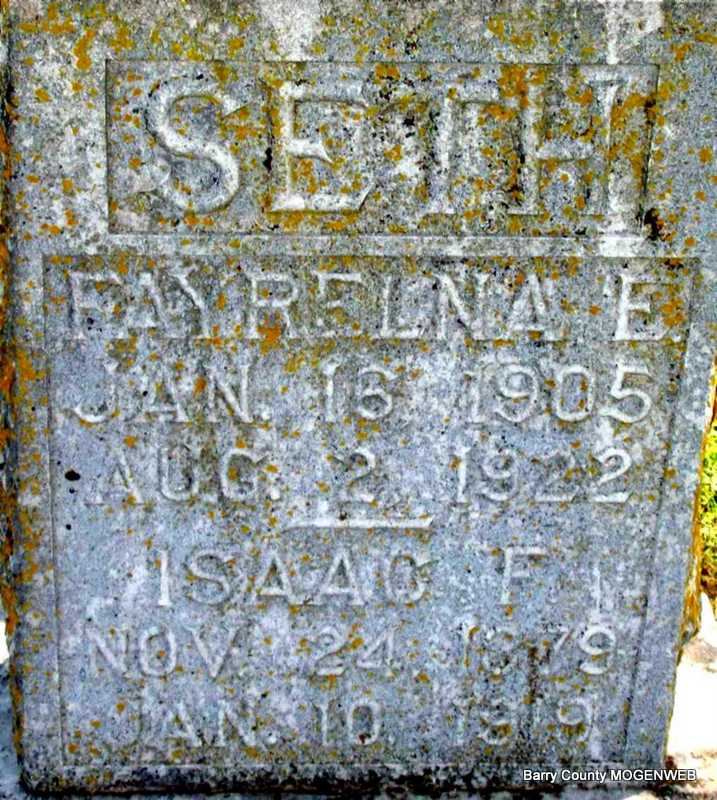 SETH
FAYRELNA E.
JAN. 16 1905
AUG. 2 1922
ISAAC F.
NOV. 24, 1879
JAN. 10 1919
Barry County MOGENWEB